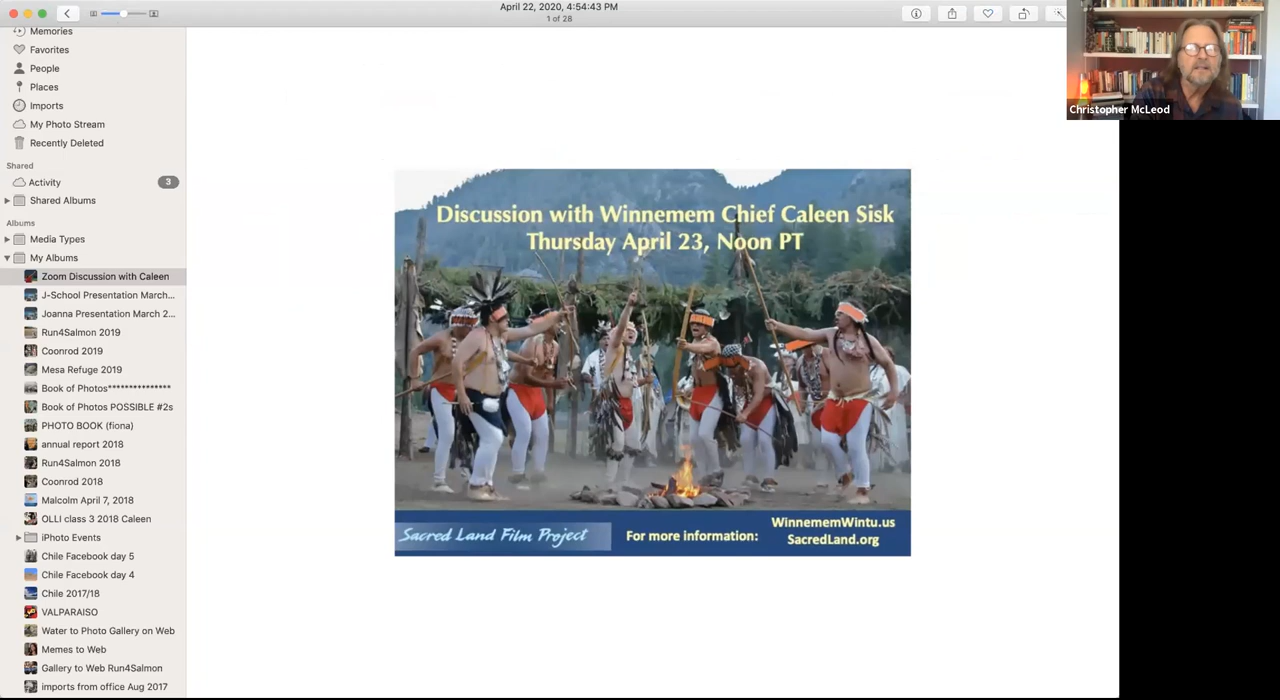 April 22, 2020, 4:54:43 PM
1 of 28
Christopher McLeod
Memories
Favorites
People
Places
Imports
My Photo Stream
Recently Deleted
Shared
Activity
3
Shared Albums
Albums
Media Types
My Albums
Zoom Discussion with Caleen
J-School Presentation March...
Joanna Presentation March 2...
Run4Salmon 2019
Coonrod 2019
Mesa Refuge 2019
Book of Photos***************
Book of Photos POSSIBLE #2s
PHOTO BOOK (fiona)
annual report 2018
Run4Salmon 2018
Coonrod 2018
Malcolm April 7, 2018
OLLI class 3 2018 Caleen
iPhoto Events
Chile Facebook day 5
Chile Facebook day 4
Chile 2017/18
VALPARAISO
Water to Photo Gallery on Web
Memes to Web
Gallery to Web Run4Salmon
imports from office Aug 2017
Discussion with Winnemem Chief Caleen Sisk
Thursday April 23, Noon PT
Sacred Land Film Project
For more information:
WinnememWintu.us
SacredLand.org